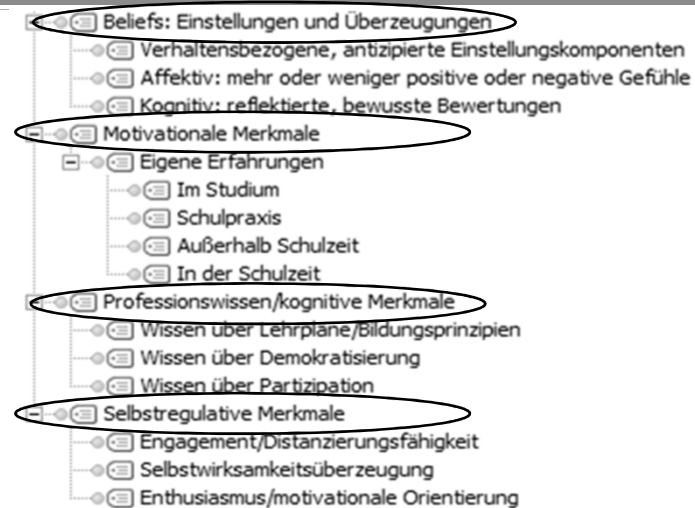 Beliefs: Einstellungen und Überzeugungen
Verhaltensbezogene, antizipierte Einstellungskomponenten
Affektiv: mehr oder weniger positive oder negative Gefühle
Kognitiv: reflektierte, bewusste Bewertungen
Motivationale Merkmale
Eigene Erfahrungen
Im Studium
Schulpraxis
Außerhalb Schulzeit
In der Schulzeit
Professionswissen/kognitive Merkmale
Wissen über Lehrpläne/Bildungsprinzipien
Wissen über Demokratisierung
Wissen über Partizipation
Selbstregulative Merkmale
Engagement/Distanzierungsfähigkeit
Selbstwirksamkeitsüberzeugung
Enthusiasmus/motivationale Orientierung